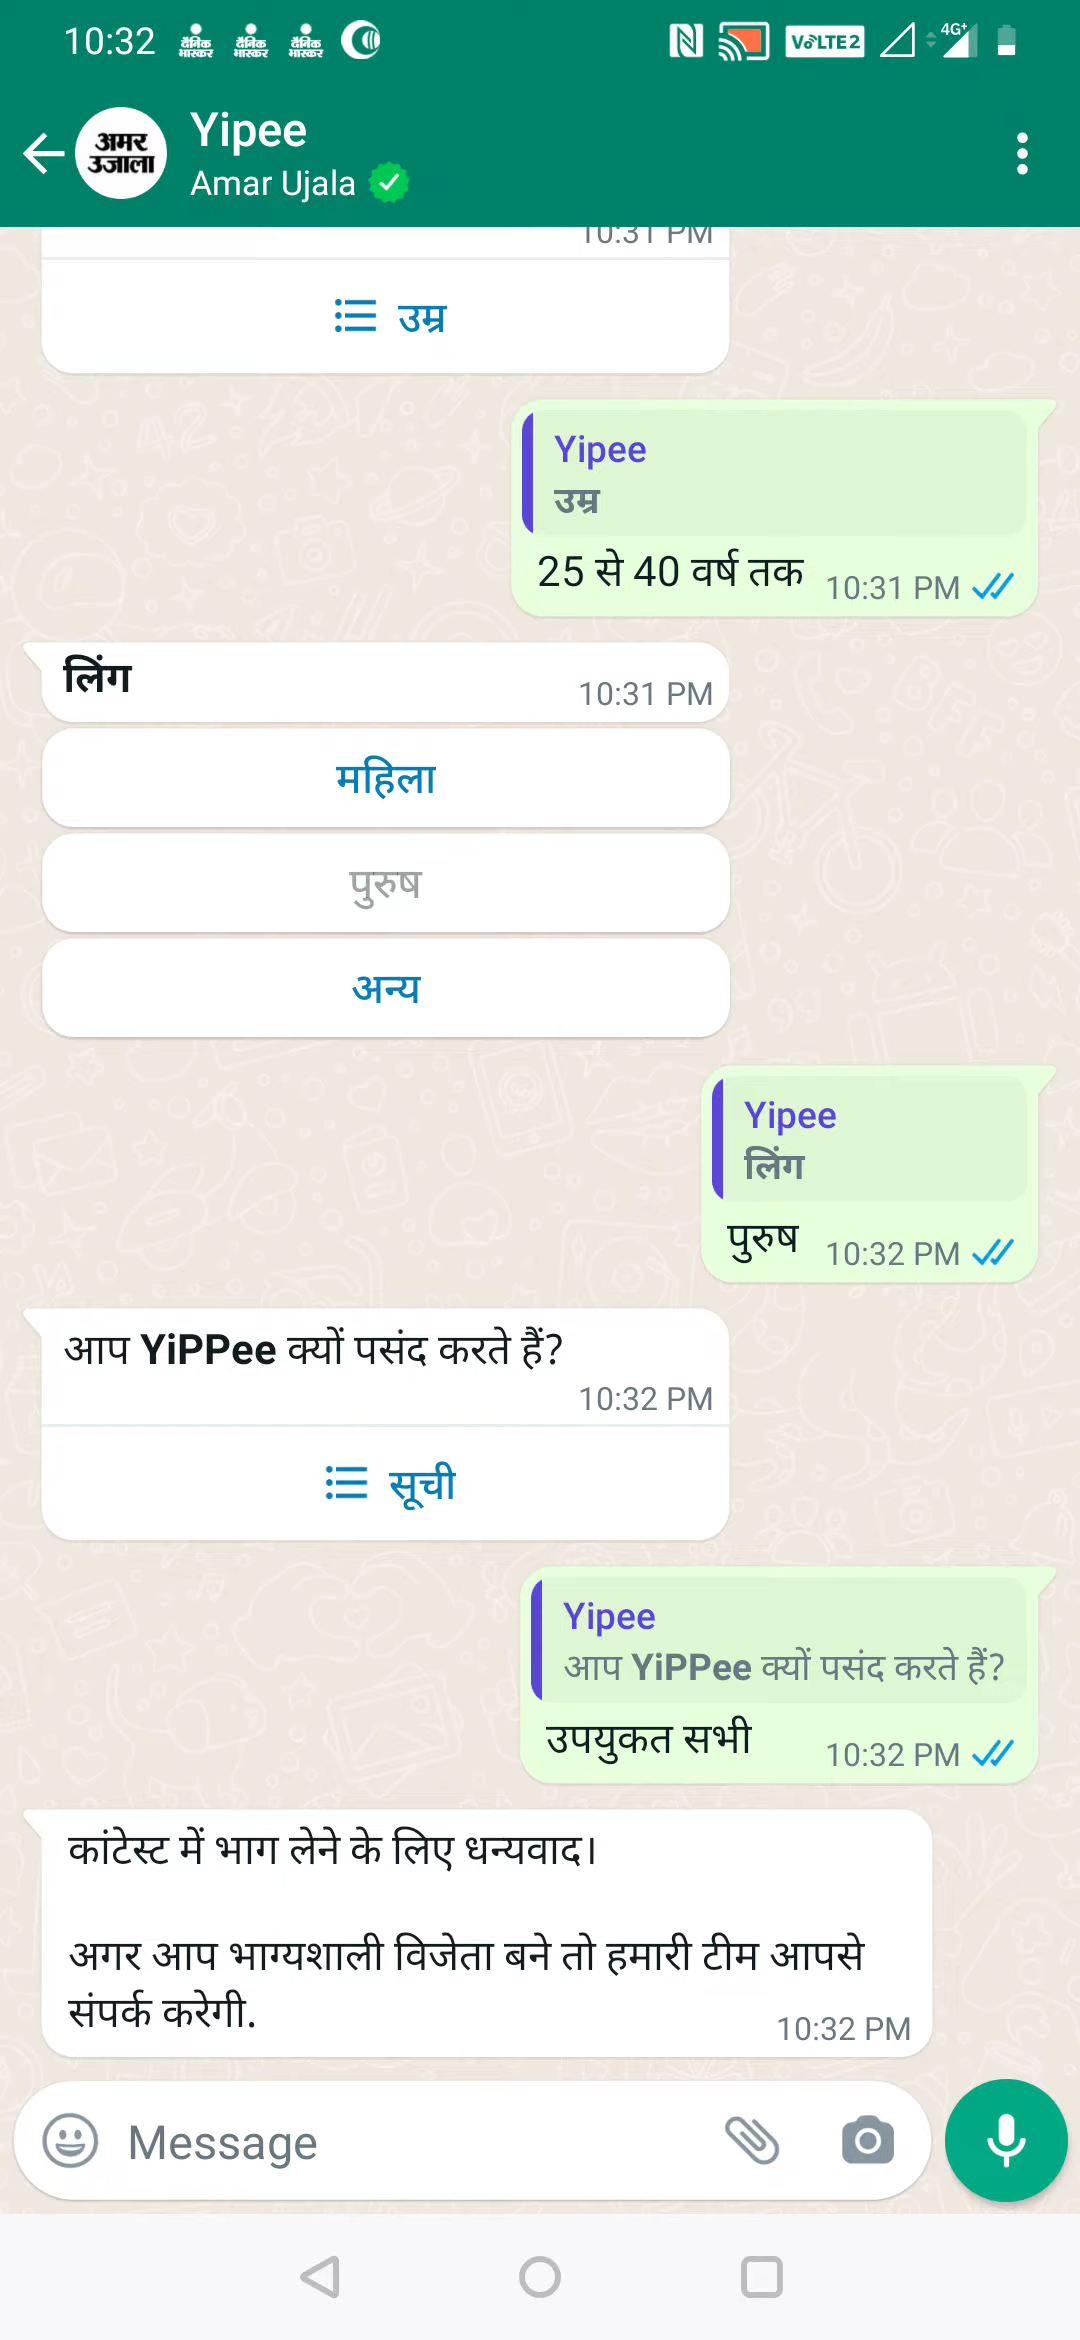 10:32
दैनिक भास्कर दैनिक भास्कर दैनिक भास्कर
VoLTE2 4G+
अमर
उजाला
Yipee
Amar Ujala
10:31 PM
उम्र
Yipee
उम्र
25 से 40 वर्ष तक 10:31 PM
लिंग
10:31 PM
महिला
पुरुष
अन्य
Yipee
लिंग
पुरुष 10:32 PM
आप YiPPee क्यों पसंद करते हैं?
10:32 PM
सूची
Yipee
आप YiPPee क्यों पसंद करते हैं?
उपयुकत सभी 10:32 PM
कांटेस्ट में भाग लेने के लिए धन्यवाद।
अगर आप भाग्यशाली विजेता बने तो हमारी टीम आपसे
संपर्क करेगी.
10:32 PM
Message